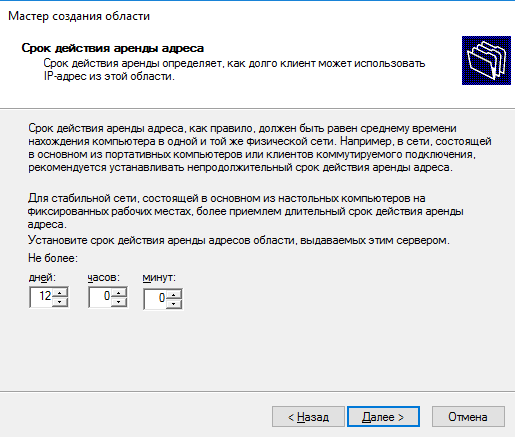 Мастер создания области
Срок действия аренды адреса
Срок действия аренды определяет, как долго клиент может использовать
IP-адрес из этой области.
Срок действия аренды адреса, как правило, должен быть равен среднему времени
нахождения компьютера в одной и той же физической сети. Например, в сети, состоящей
в основном из портативных компьютеров или клиентов коммутируемого подключения,
рекомендуется устанавливать непродолжительный срок действия аренды адреса.
Для стабильной сети, состоящей в основном из настольных компьютеров на
фиксированных рабочих местах, более приемлем длительный срок действия аренды
адреса.
Установите срок действия аренды адресов области, выдаваемых этим сервером.
Не более:
дней: часов: минут:
12 0 0
< Назад Далее > Отмена